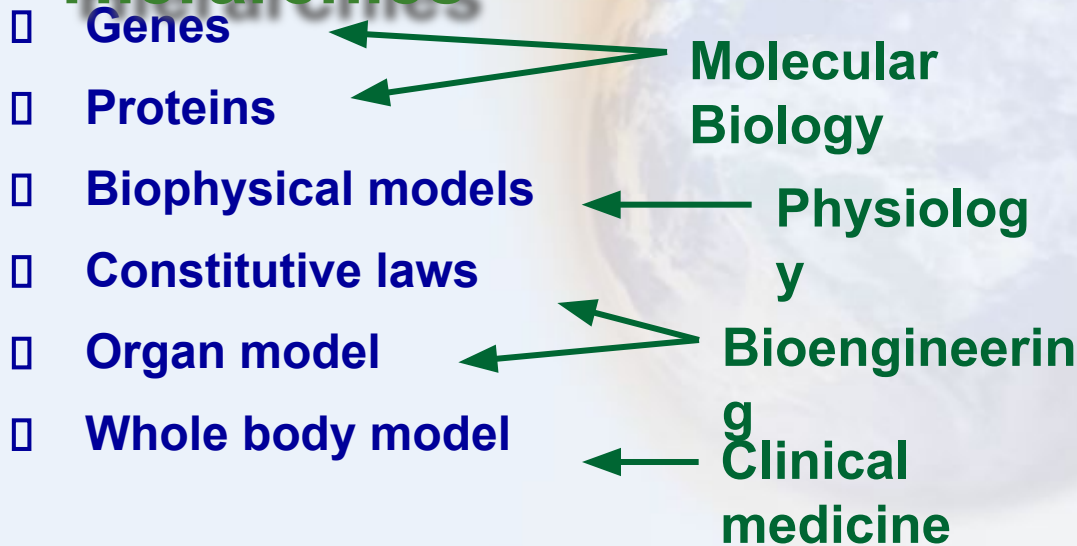 Genes
Proteins
Biophysical models
Constitutive laws
Organ model
Whole body model
Molecular
Biology
Physiolog
y
Bioengineerin
g
Clinical
medicine